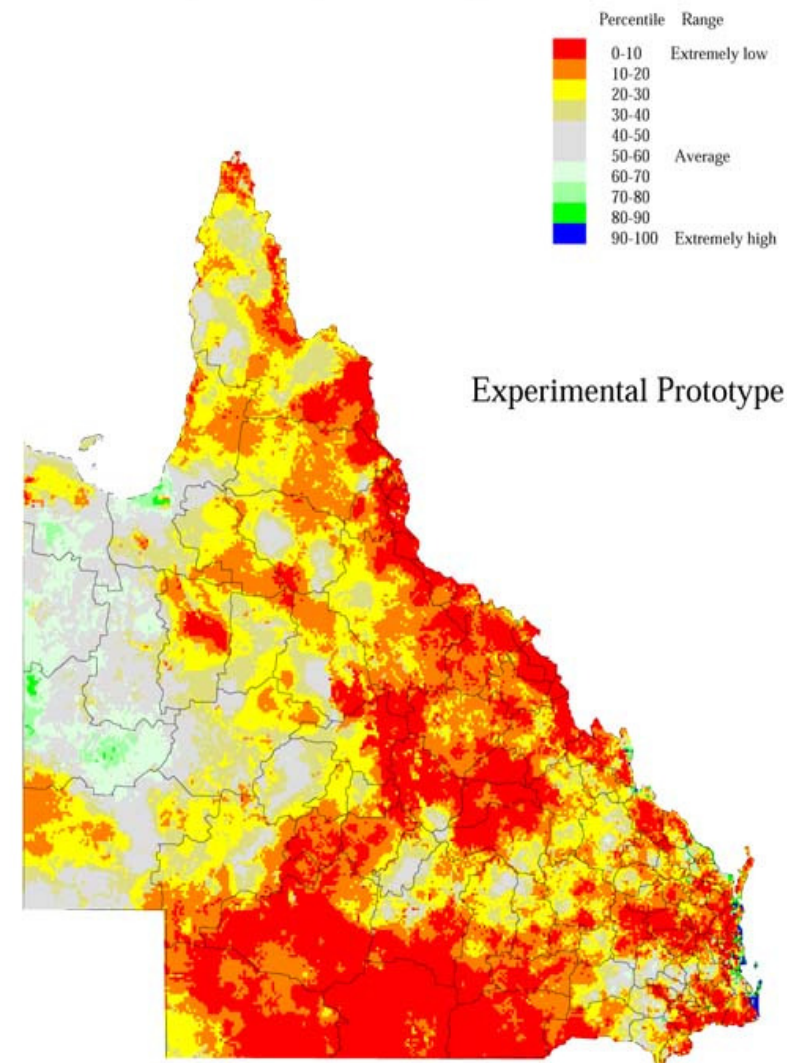 Percentile Range
0-10 Extremely low
10-20
20-30
30-40
40-50
50-60 Average
60-70
70-80
80-90
90-100 Extremely high
Experimental Prototype